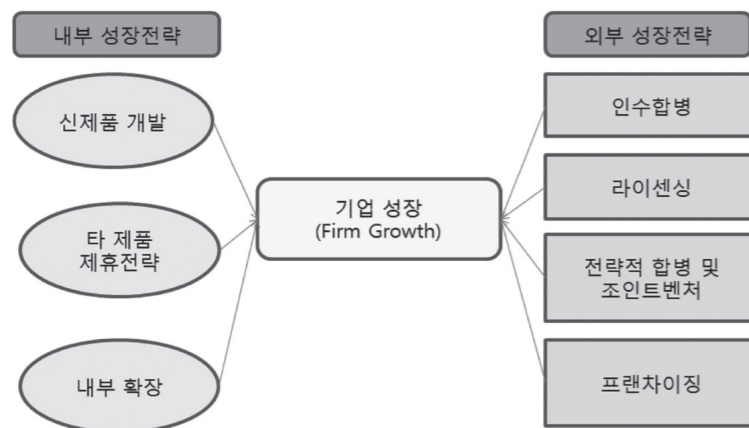 내부 성장전략
외부 성장전략
신제품 개발
타 제품
제휴전략
내부 확장
기업 성장
(Firm Growth)
인수합병
라이센싱
전략적 합병 및
조인트벤처
프랜차이징